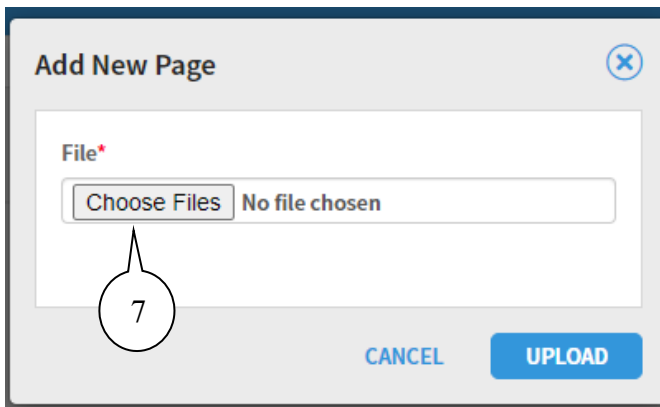 Add New Page
File*
Choose Files No file chosen
7
CANCEL UPLOAD